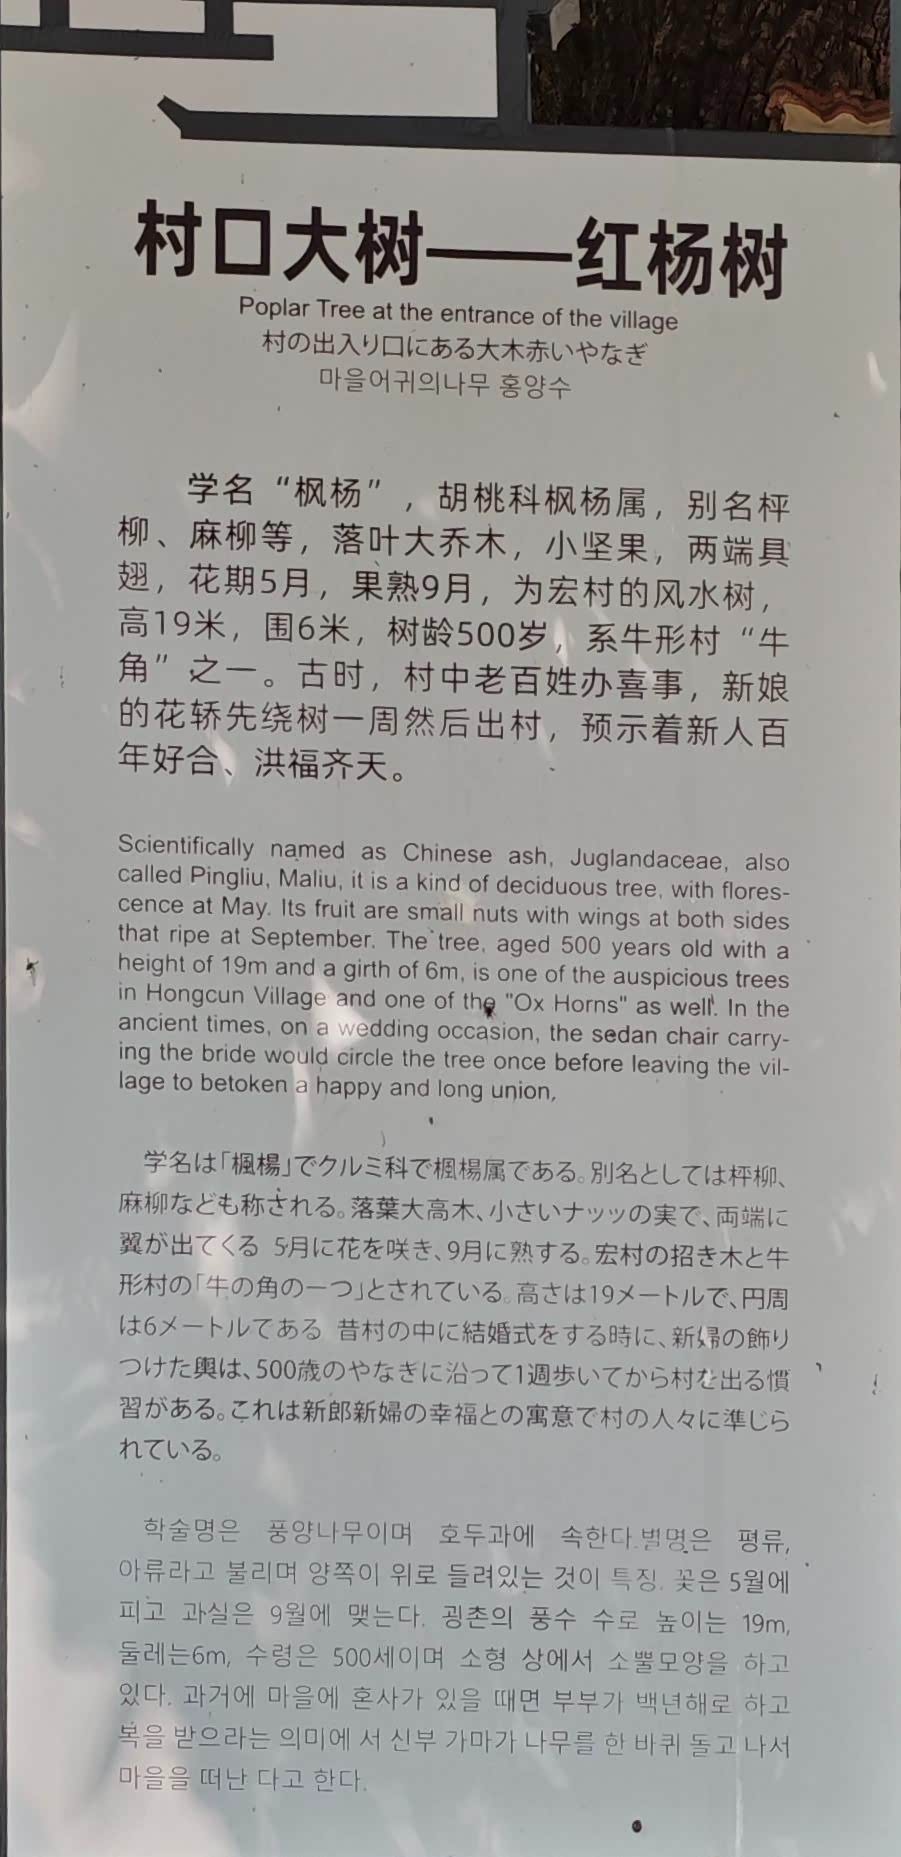 村口大树——红杨树
Poplar Tree at the entrance of the village
村の出入り口にある大木赤いやなぎ
마을어귀의나무 홍양수
学名“枫杨”，胡桃科枫杨属，别名枰
柳、麻柳等，落叶大乔木，小坚果，两端具
翅，花期5月，果熟9月，为宏村的风水树，
高19米，围6米，树龄500岁，系牛形村“牛
角”之一。古时，村中老百姓办喜事，新娘
的花轿先绕树一周然后出村，预示着新人百
年好合、洪福齐天。
Scientifically named as Chinese ash, Juglandaceae, also
called Pingliu, Maliu, it is a kind of deciduous tree, with flores-
cence at May. Its fruit are small nuts with wings at both sides
that ripe at September. The tree, aged 500 years old with a
height of 19m and a girth of 6m, is one of the auspicious trees
in Hongcun Village and one of the "Ox Horns" as well. In the
ancient times, on a wedding occasion, the sedan chair carry-
ing the bride would circle the tree once before leaving the vil-
lage to betoken a happy and long union,
学名は「楓楊」でクルミ科で楓楊属である。別名としては枰柳、
麻柳なども称される。落葉大高木、小さいナッツの実で、両端に
翼が出てくる 5月に花を咲き、9月に熟する。宏村の招き木と牛
形村の「牛の角の一つ」とされている。高さは19メートルで、円周
は6メートルてある 昔村の中に結婚式をする時に、新婦の飾り
つけた輿は、500歳のやなぎに沿って1週歩いてから村を出る慣
習がある。これは新郎新婦の幸福との寓意で村の人々に準じら
れている。
학술명은 풍양나무이며 호두과에 속한다.별명은 평류,
아류라고 불리며 양쪽이 위로 들려있는 것이 특징. 꽃은 5월에
피고 과실은 9월에 맺는다. 굉촌의 풍수 수로 높이는 19m,
둘레는6m, 수령은 500세이며 소형 상에서 소뿔모양을 하고
있다. 과거에 마을에 혼사가 있을 때면 부부가 백년해로 하고
복을 받으라는 의미에 서 신부 가마가 나무를 한 바퀴 돌고 나서
마을을 떠난 다고 한다.